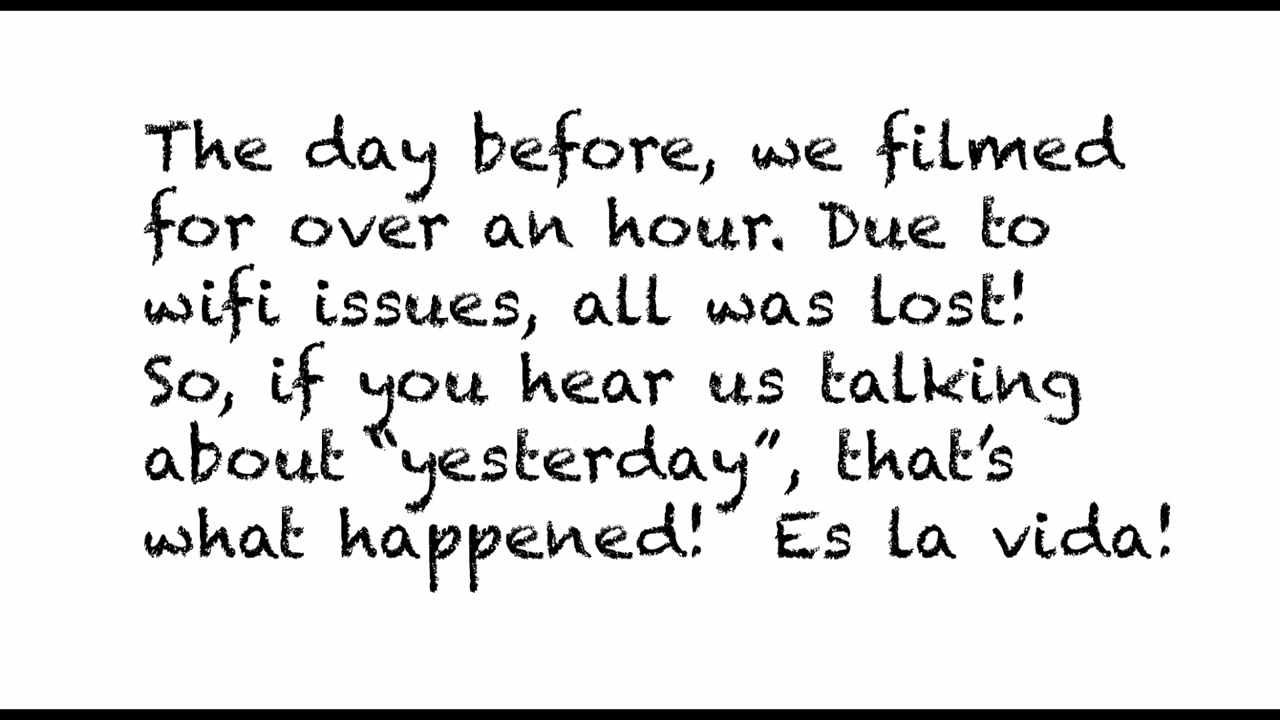 The day before, we filmed
for over an hour. Due to
wifi issues, all was lost!
So, if you hear us talking
about “yesterday”, that’s
what happened!  Es la vida!